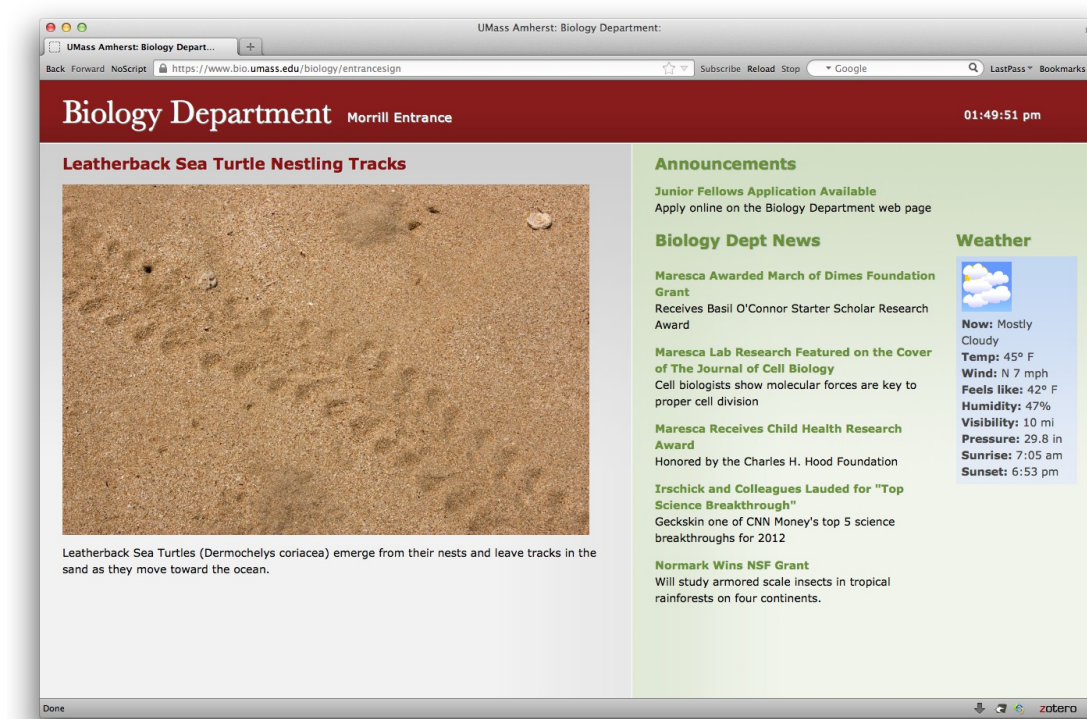 UMass Amherst: Biology Department:
UMass Amherst: Biology Depart...
+
Back Forward NoScript https://www.bio.umass.edu/biology/entrancesign Subscribe Reload Stop Google LastPass Bookmarks
Biology Department Morrill Entrance 01:49:51 pm
Leatherback Sea Turtle Nestling Tracks
Leatherback Sea Turtles (Dermochelys coriacea) emerge from their nests and leave tracks in the
sand as they move toward the ocean.
Announcements
Junior Fellows Application Available
Apply online on the Biology Department web page
Biology Dept News
Maresca Awarded March of Dimes Foundation
Grant
Receives Basil O'Connor Starter Scholar Research
Award
Maresca Lab Research Featured on the Cover
of The Journal of Cell Biology
Cell biologists show molecular forces are key to
proper cell division
Maresca Receives Child Health Research
Award
Honored by the Charles H. Hood Foundation
Irschick and Colleagues Lauded for "Top
Science Breakthrough"
Geckskin one of CNN Money's top 5 science
breakthroughs for 2012
Normark Wins NSF Grant
Will study armored scale insects in tropical
rainforests on four continents.
Weather
Now: Mostly
Cloudy
Temp: 45° F
Wind: N 7 mph
Feels like: 42° F
Humidity: 47%
Visibility: 10 mi
Pressure: 29.8 in
Sunrise: 7:05 am
Sunset: 6:53 pm
Done
zotero